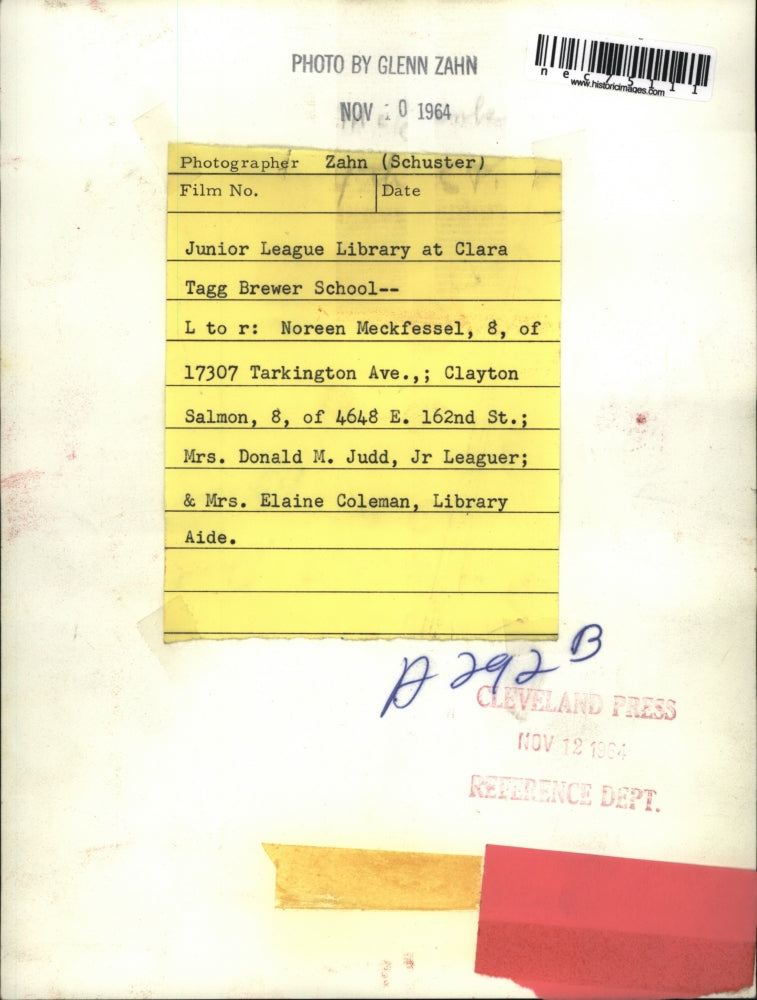 PHOTO BY GLENN ZAHN
nec75111
www.historicimages.com
NOV 10 1964
Photographer Zahn (Schuster)
Film No. Date
Junior League Library at Clara
Tagg Brewer School--
L to r: Noreen Meckfessel, 8, of
17307 Tarkington Ave.,; Clayton
Salmon, 8, of 4648 E. 162nd St.;
Mrs. Donald M. Judd, Jr Leaguer;
& Mrs. Elaine Coleman, Library
Aide.
A 292 B
CLEVELAND PRESS
NOV 12 1964
REFERENCE DEPT.